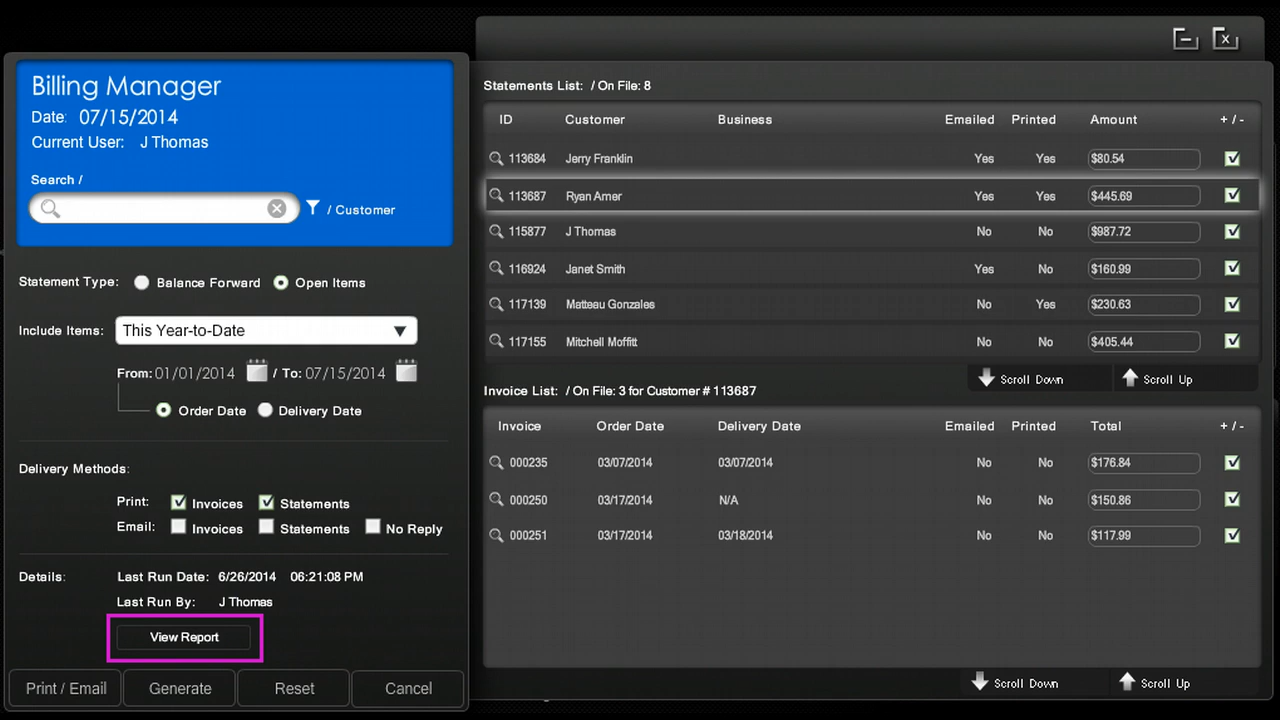 Billing Manager
Date: 07/15/2014
Current User: J Thomas
Search /
/ Customer
Statement Type: Balance Forward Open Items
Include Items: This Year-to-Date
From: 01/01/2014 / To: 07/15/2014
Order Date Delivery Date
Delivery Methods:
Print: Invoices Statements
Email: Invoices Statements No Reply
Details: Last Run Date: 6/26/2014 06:21:08 PM
Last Run By: J Thomas
View Report
Print / Email Generate Reset Cancel
Statements List: / On File: 8
ID Customer Business Emailed Printed Amount + / -
113684 Jerry Franklin Yes Yes $80.54
113687 Ryan Arner Yes Yes $445.69
115877 J Thomas No No $987.72
116924 Janet Smith Yes No $160.99
117139 Matteau Gonzales No Yes $230.63
117155 Mitchell Moffitt No No $405.44
Scroll Down Scroll Up
Invoice List: / On File: 3 for Customer # 113687
Invoice Order Date Delivery Date Emailed Printed Total + / -
000235 03/07/2014 03/07/2014 No No $176.84
000250 03/17/2014 N/A No No $150.86
000251 03/17/2014 03/18/2014 No No $117.99
Scroll Down Scroll Up